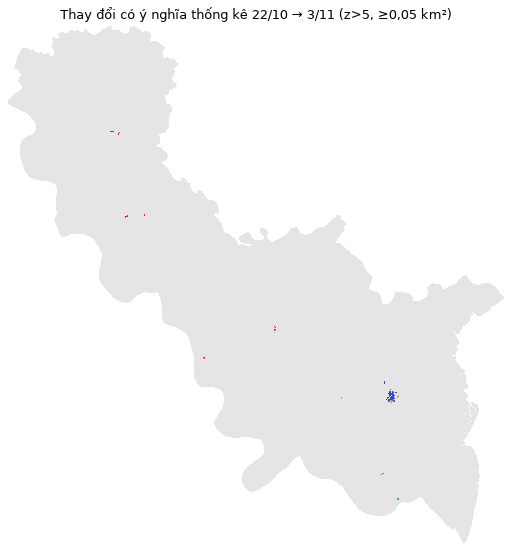 Thay đổi có ý nghĩa thống kê 22/10 → 3/11 (z>5, ≥0,05 km²)